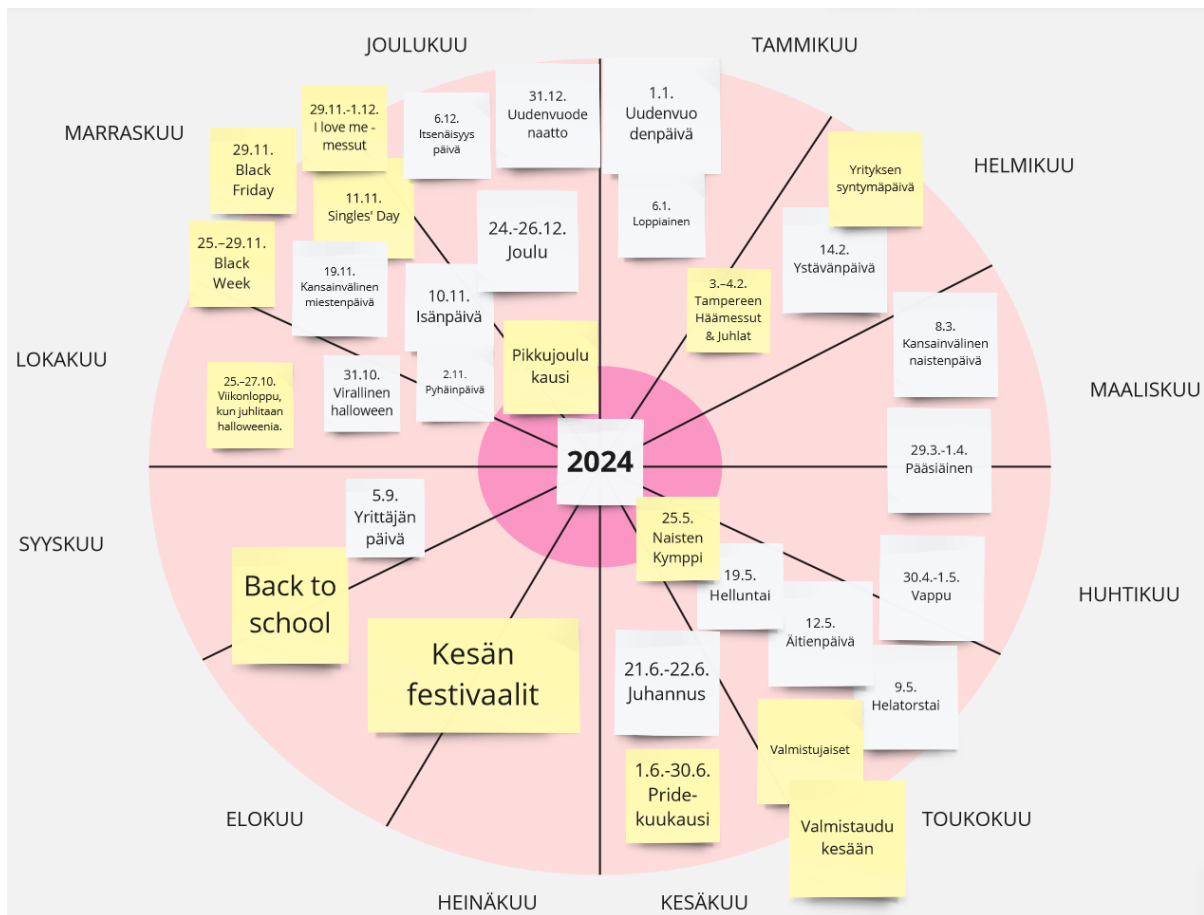 JOULUKUU
TAMMIKUU
MARRASKUU
HELMIKUU
LOKAKUU
MAALISKUU
SYYSKUU
HUHTIKUU
ELOKUU
TOUKOKUU
HEINÄKUU
KESÄKUU
2024
1.1.
Uudenvuo
denpäivä
6.1.
Loppiainen
Yrityksen
syntymäpäivä
14.2.
Ystävänpäivä
3.–4.2.
Tampereen
Häämessut
& Juhlat
8.3.
Kansainvälinen
naistenpäivä
29.3.-1.4.
Pääsiäinen
30.4.-1.5.
Vappu
25.5.
Naisten
Kymppi
19.5.
Helluntai
12.5.
Äitienpäivä
9.5.
Helatorstai
Valmistujaiset
Valmistaudu
kesään
21.6.-22.6.
Juhannus
1.6.-30.6.
Pride-
kuukausi
Kesän
festivaalit
Back to
school
5.9.
Yrittäjän
päivä
25.–27.10.
Viikonloppu,
kun juhlitaan
halloweenia.
31.10.
Virallinen
halloween
2.11.
Pyhäinpäivä
10.11.
Isänpäivä
19.11.
Kansainvälinen
miestenpäivä
25.–29.11.
Black
Week
11.11.
Singles' Day
29.11.
Black
Friday
29.11.-1.12.
I love me -
messut
6.12.
Itsenäisyys
päivä
31.12.
Uudenvuode
naatto
24.-26.12.
Joulu
Pikkujoulu
kausi